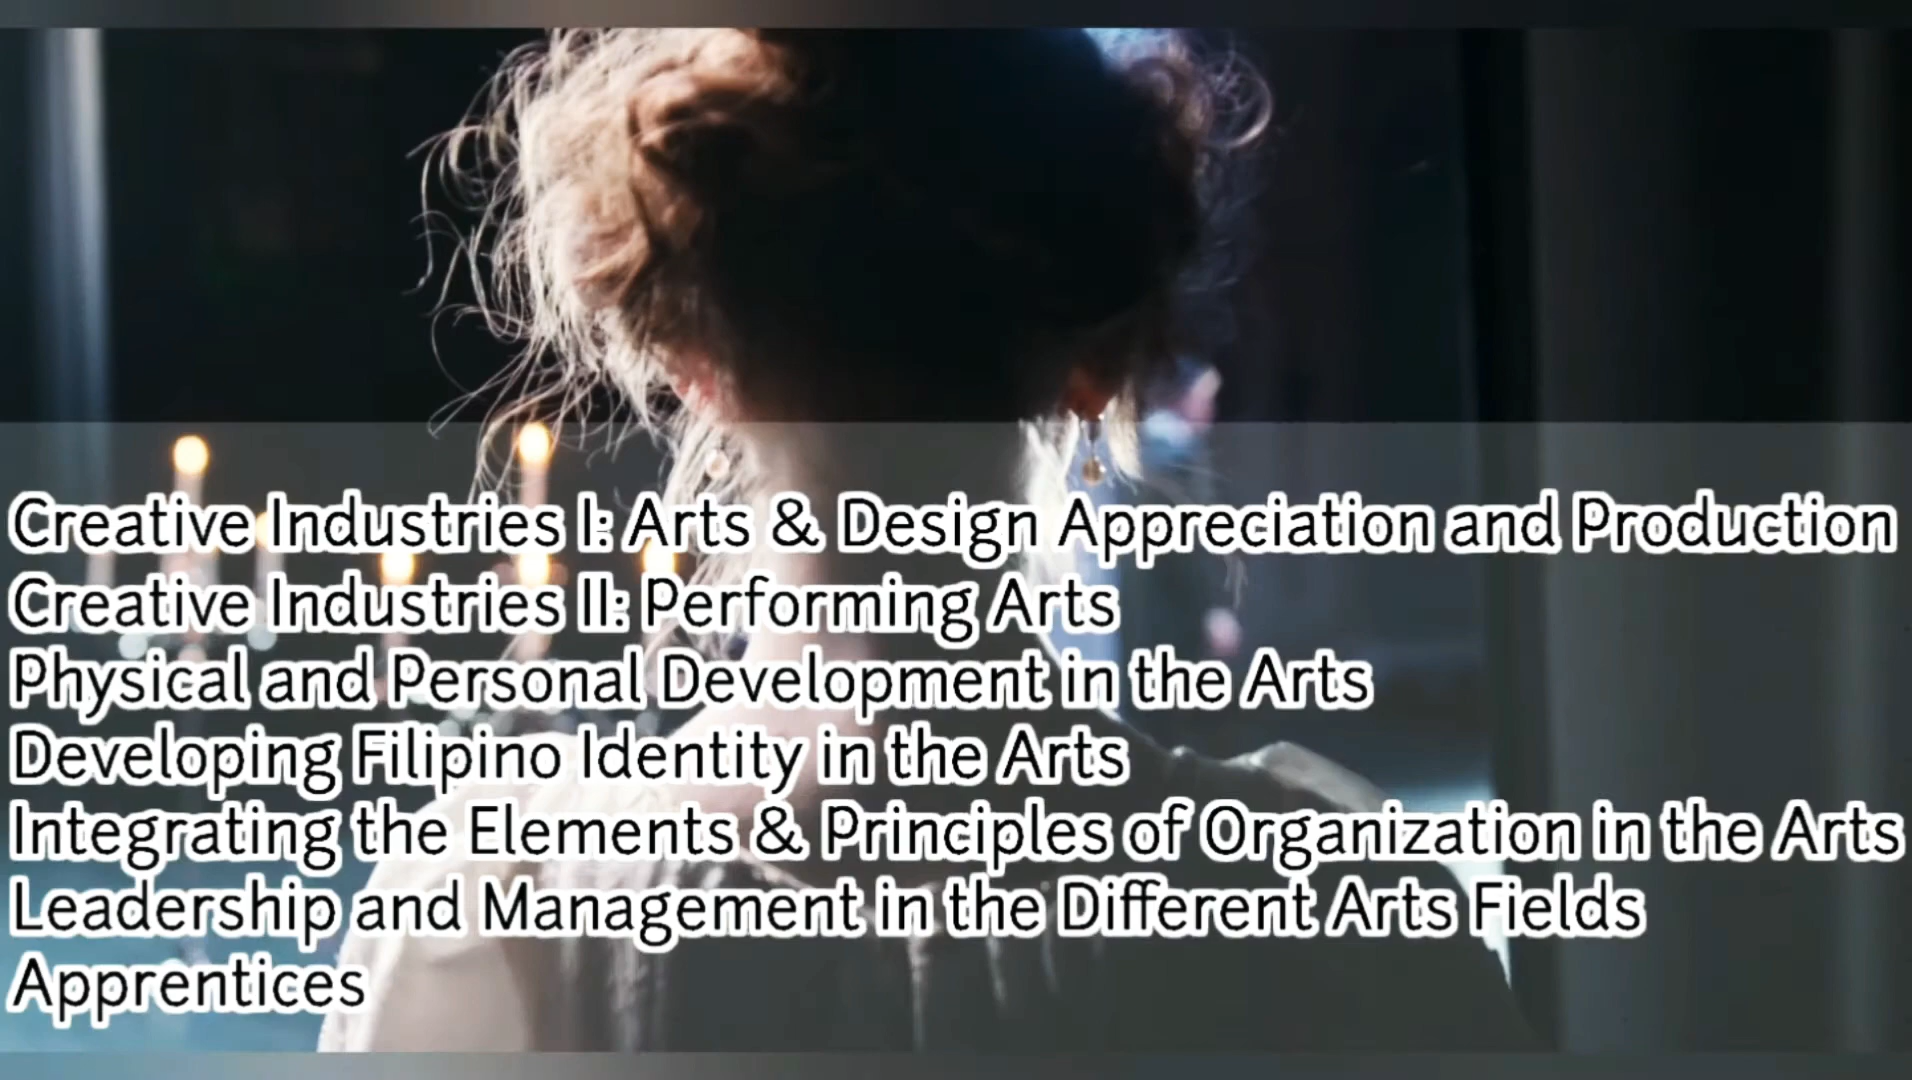 Creative Industries I: Arts & Design Appreciation and Production
Creative Industries II: Performing Arts
Physical and Personal Development in the Arts
Developing Filipino Identity in the Arts
Integrating the Elements & Principles of Organization in the Arts
Leadership and Management in the Different Arts Fields
Apprentices